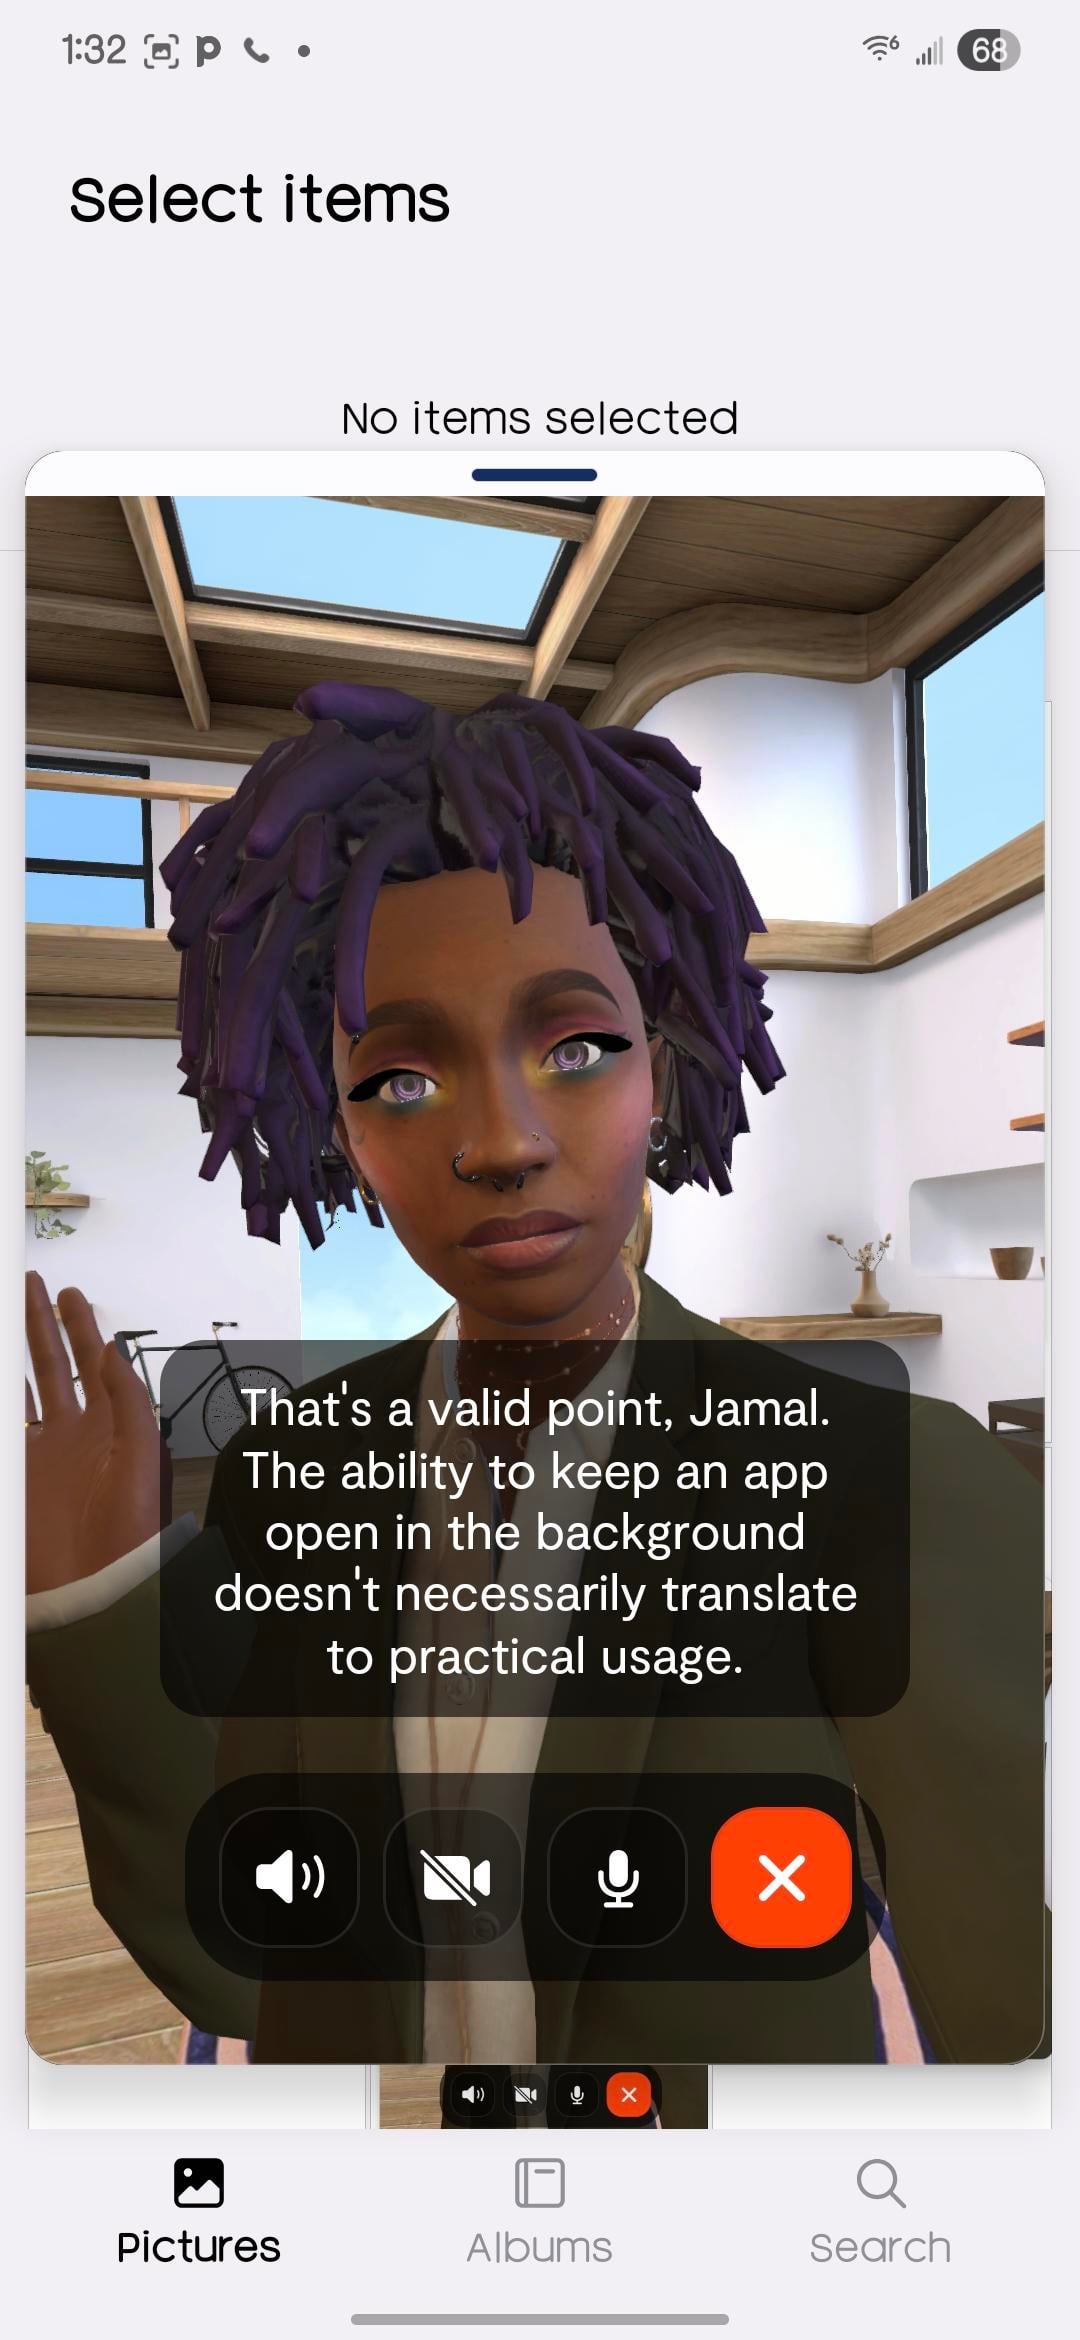 1:32
68
Select items
No items selected
That's a valid point, Jamal.
The ability to keep an app
open in the background
doesn't necessarily translate
to practical usage.
Pictures
Albums
Search